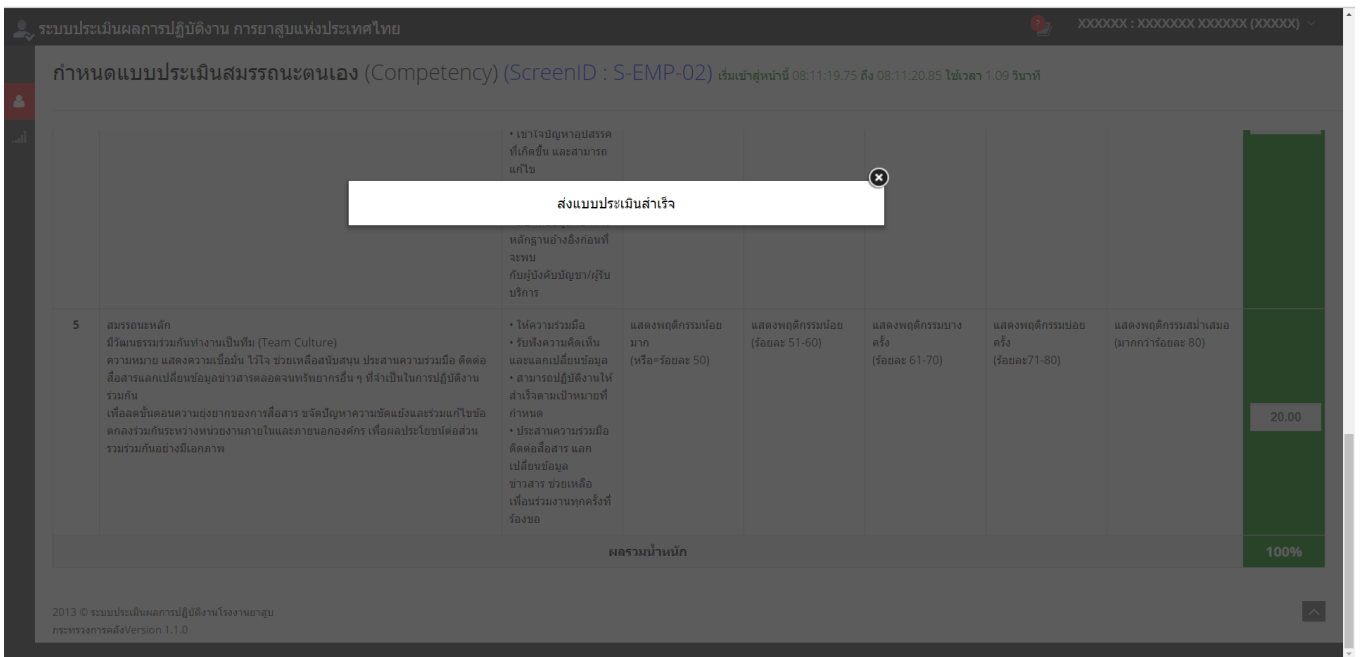 ระบบประเมินผลการปฏิบัติงาน การยาสูบแห่งประเทศไทย
XXXXXX : XXXXXXX XXXXXX (XXXXX)
กำหนดแบบประเมินสมรรถนะตนเอง (Competency) (ScreenID : S-EMP-02) เริ่มเข้าสู่หน้านี้ 08:11:19.75 ถึง 08:11:20.85 ใช้เวลา 1.09 วินาที
• เข้าใจปัญหาอุปสรรค
ที่เกิดขึ้น และสามารถ
แก้ไข
ส่งแบบประเมินสำเร็จ
หลักฐานอ้างอิงก่อนที่
จะพบ
กับผู้บังคับบัญชา/ผู้รับ
บริการ
5
สมรรถนะหลัก
มีวัฒนธรรมร่วมกันทำงานเป็นทีม (Team Culture)
ความหมาย แสดงความเชื่อมั่น ไว้ใจ ช่วยเหลือสนับสนุน ประสานความร่วมมือ ติดต่อ
สื่อสารแลกเปลี่ยนข้อมูลข่าวสารตลอดจนทรัพยากรอื่น ๆ ที่จำเป็นในการปฏิบัติงาน
ร่วมกัน
เพื่อลดขั้นตอนความยุ่งยากของการสื่อสาร ขจัดปัญหาความขัดแย้งและร่วมแก้ไขข้อ
ตกลงร่วมกันระหว่างหน่วยงานภายในและภายนอกองค์กร เพื่อผลประโยชน์ต่อส่วน
รวมร่วมกันอย่างมีเอกภาพ
• ให้ความร่วมมือ
• รับฟังความคิดเห็น
และแลกเปลี่ยนข้อมูล
• สามารถปฏิบัติงานให้
สำเร็จตามเป้าหมายที่
กำหนด
• ประสานความร่วมมือ
ติดต่อสื่อสาร แลก
เปลี่ยนข้อมูล
ข่าวสาร ช่วยเหลือ
เพื่อนร่วมงานทุกครั้งที่
ร้องขอ
แสดงพฤติกรรมน้อย
มาก
(หรือ=ร้อยละ 50)
แสดงพฤติกรรมน้อย
(ร้อยละ 51-60)
แสดงพฤติกรรมบาง
ครั้ง
(ร้อยละ 61-70)
แสดงพฤติกรรมบ่อย
ครั้ง
(ร้อยละ71-80)
แสดงพฤติกรรมสม่ำเสมอ
(มากกว่าร้อยละ 80)
20.00
ผลรวมน้ำหนัก
100%
2013 © ระบบประเมินผลการปฏิบัติงานโรงงานยาสูบ
กระทรวงการคลังVersion 1.1.0